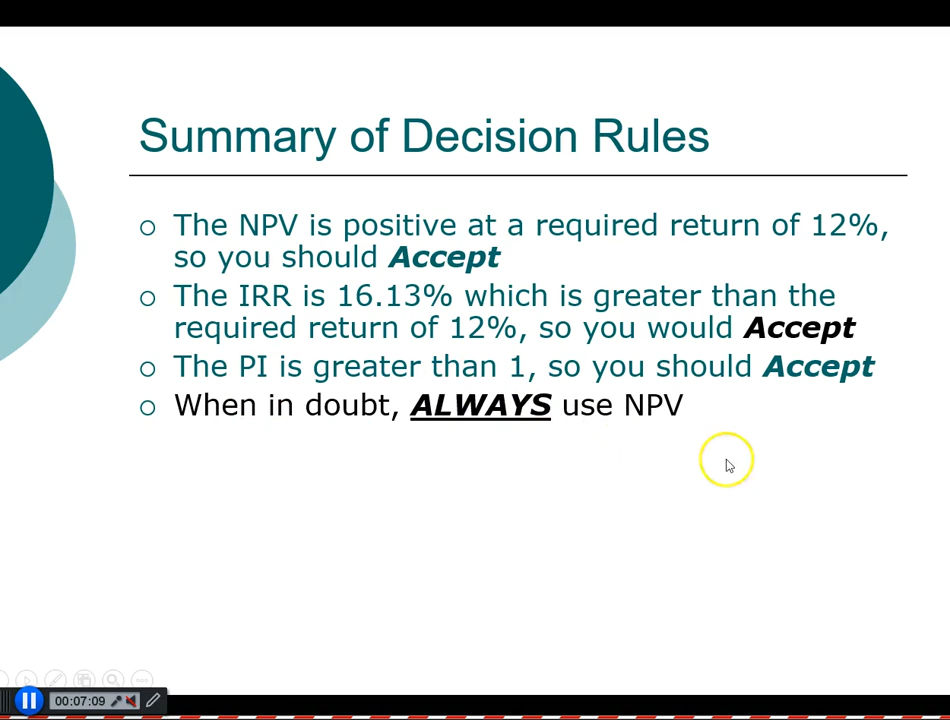 Summary of Decision Rules
The NPV is positive at a required return of 12%,
so you should Accept
The IRR is 16.13% which is greater than the
required return of 12%, so you would Accept
The PI is greater than 1, so you should Accept
When in doubt, ALWAYS use NPV
00:07:09